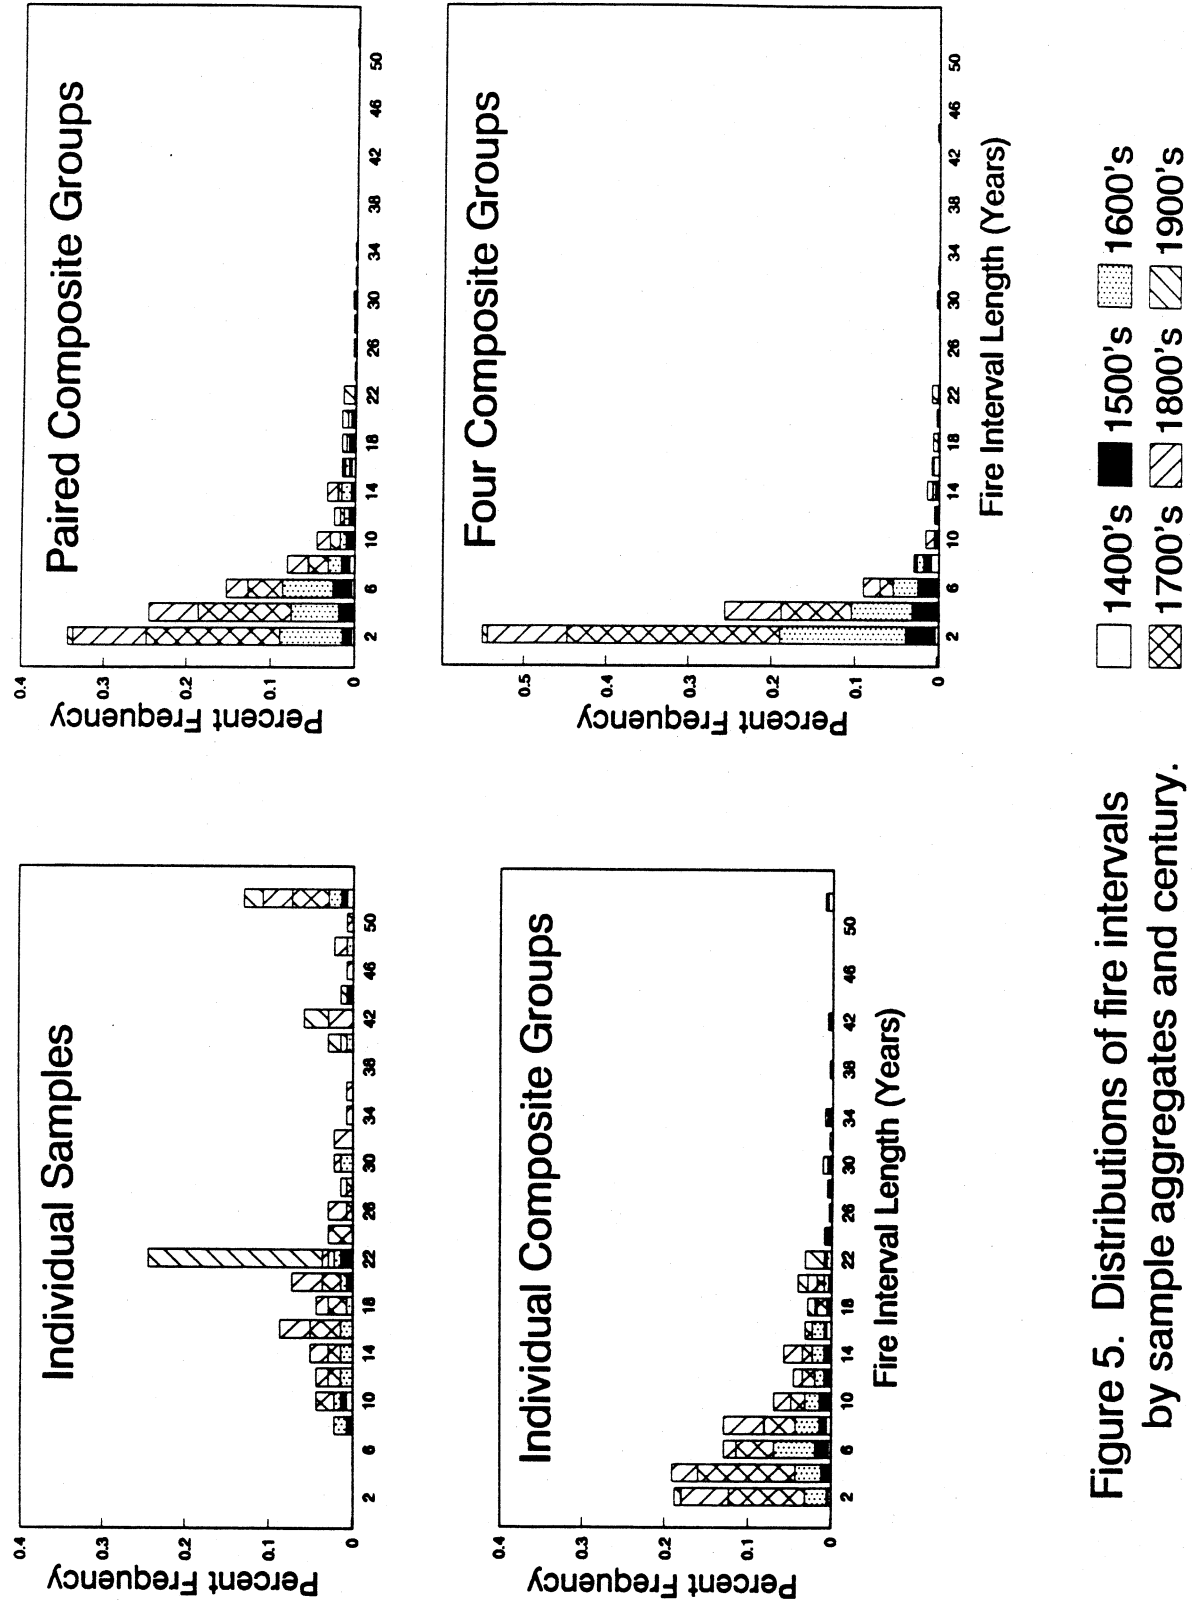 Individual Samples
Percent Frequency
0.4
0.3
0.2
0.1
0
2 6 10 14 18 22 26 30 34 38 42 46 50
Paired Composite Groups
Percent Frequency
0.4
0.3
0.2
0.1
0
2 6 10 14 18 22 26 30 34 38 42 46 50
Individual Composite Groups
Percent Frequency
0.4
0.3
0.2
0.1
0
2 6 10 14 18 22 26 30 34 38 42 46 50
Fire Interval Length (Years)
Four Composite Groups
Percent Frequency
0.5
0.4
0.3
0.2
0.1
0
2 6 10 14 18 22 26 30 34 38 42 46 50
Fire Interval Length (Years)
1400's 1500's 1600's
1700's 1800's 1900's
Figure 5. Distributions of fire intervals
by sample aggregates and century.